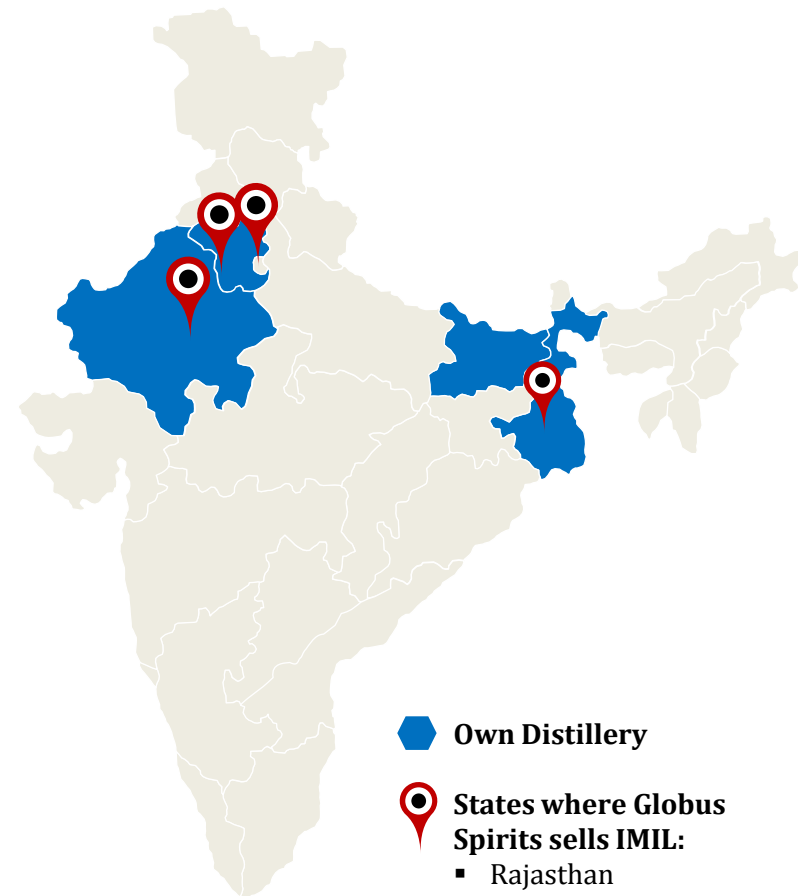 Own Distillery
States where Globus
Spirits sells IMIL:
▪ Rajasthan